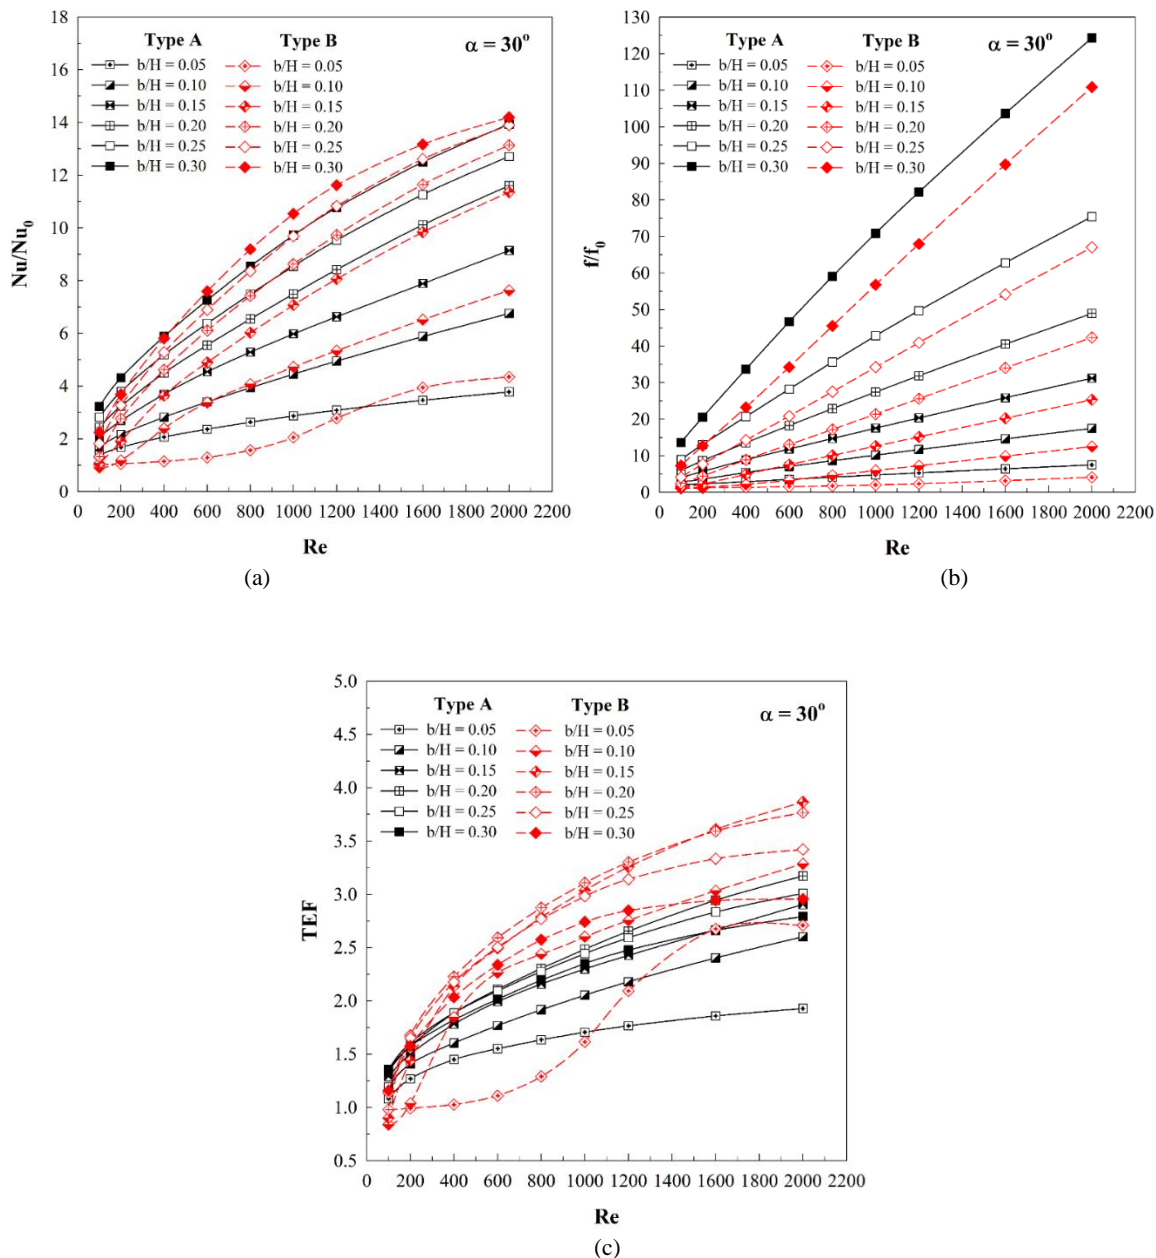 18
16
14
12
10
8
6
4
2
0
Nu/Nu0
Type A Type B
α = 30°
b/H = 0.05 b/H = 0.05
b/H = 0.10 b/H = 0.10
b/H = 0.15 b/H = 0.15
b/H = 0.20 b/H = 0.20
b/H = 0.25 b/H = 0.25
b/H = 0.30 b/H = 0.30
0 200 400 600 800 1000 1200 1400 1600 1800 2000 2200
Re
(a)
130
120
110
100
90
80
70
60
50
40
30
20
10
0
f/f0
Type A Type B
α = 30°
b/H = 0.05 b/H = 0.05
b/H = 0.10 b/H = 0.10
b/H = 0.15 b/H = 0.15
b/H = 0.20 b/H = 0.20
b/H = 0.25 b/H = 0.25
b/H = 0.30 b/H = 0.30
0 200 400 600 800 1000 1200 1400 1600 1800 2000 2200
Re
(b)
5.0
4.5
4.0
3.5
3.0
2.5
2.0
1.5
1.0
0.5
TEF
Type A Type B
α = 30°
b/H = 0.05 b/H = 0.05
b/H = 0.10 b/H = 0.10
b/H = 0.15 b/H = 0.15
b/H = 0.20 b/H = 0.20
b/H = 0.25 b/H = 0.25
b/H = 0.30 b/H = 0.30
0 200 400 600 800 1000 1200 1400 1600 1800 2000 2200
Re
(c)